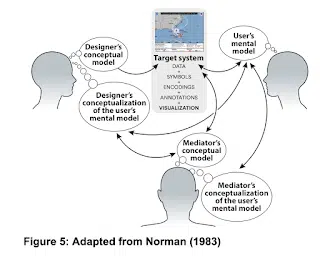 Designer's
conceptual
model
Designer's
conceptualization
of the user's
mental model
Target system
DATA
+
SYMBOLS
+
ENCODINGS
+
ANNOTATIONS
+
VISUALIZATION
User's
mental
model
Mediator's
conceptual
model
Mediator's
conceptualization
of the user's
mental model
Figure 5: Adapted from Norman (1983)